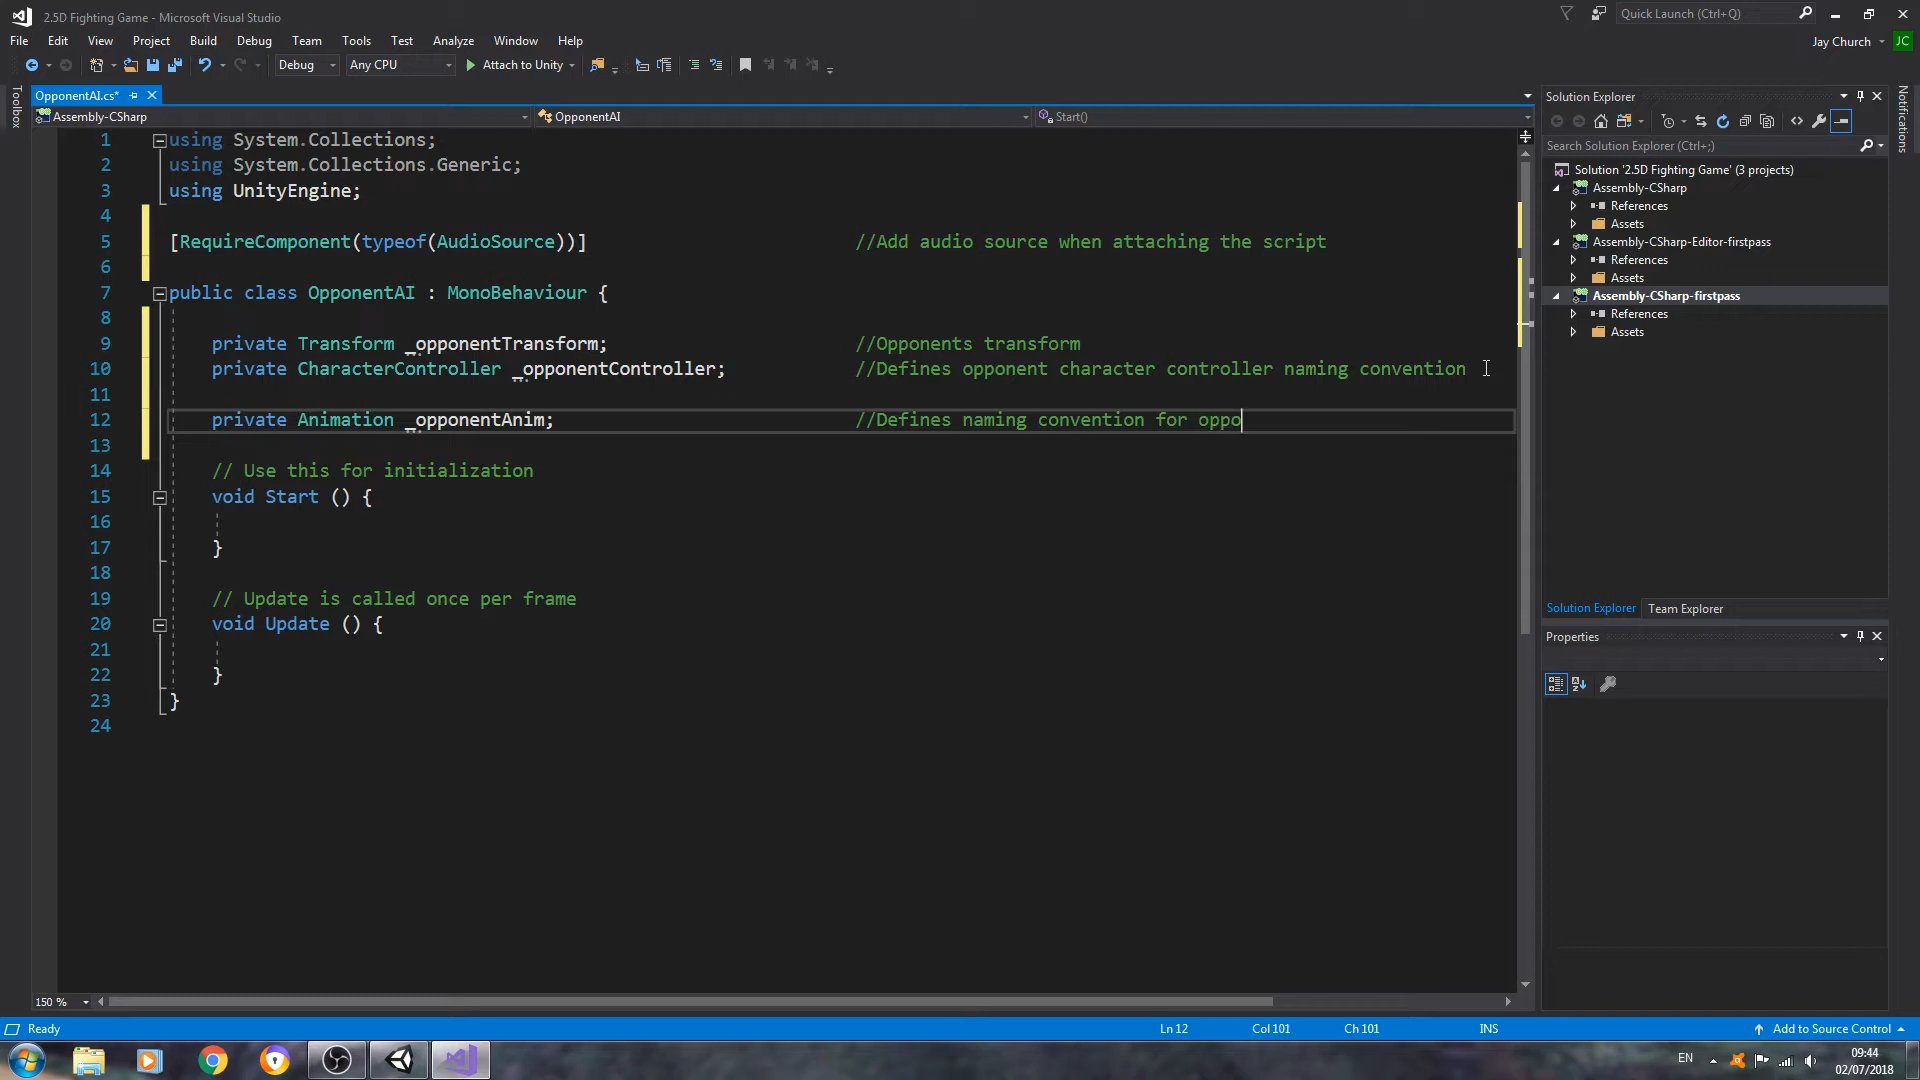 2.5D Fighting Game - Microsoft Visual Studio
Quick Launch (Ctrl+Q)
File Edit View Project Build Debug Team Tools Test Analyze Window Help
Jay Church JC
Debug Any CPU Attach to Unity
Toolbox
OpponentAI.cs*
Assembly-CSharp OpponentAI Start()
1 using System.Collections;
2 using System.Collections.Generic;
3 using UnityEngine;
4
5 [RequireComponent(typeof(AudioSource))] //Add audio source when attaching the script
6
7 public class OpponentAI : MonoBehaviour {
8
9 private Transform _opponentTransform; //Opponents transform
10 private CharacterController _opponentController; //Defines opponent character controller naming convention
11
12 private Animation _opponentAnim; //Defines naming convention for oppo
13
14 // Use this for initialization
15 void Start () {
16
17 }
18
19 // Update is called once per frame
20 void Update () {
21
22 }
23 }
24
150 %
Solution Explorer
Search Solution Explorer (Ctrl+;)
Solution '2.5D Fighting Game' (3 projects)
Assembly-CSharp
References
Assets
Assembly-CSharp-Editor-firstpass
References
Assets
Assembly-CSharp-firstpass
References
Assets
Solution Explorer Team Explorer
Properties
Notifications
Ready Ln 12 Col 101 Ch 101 INS Add to Source Control
EN 09:44
02/07/2018